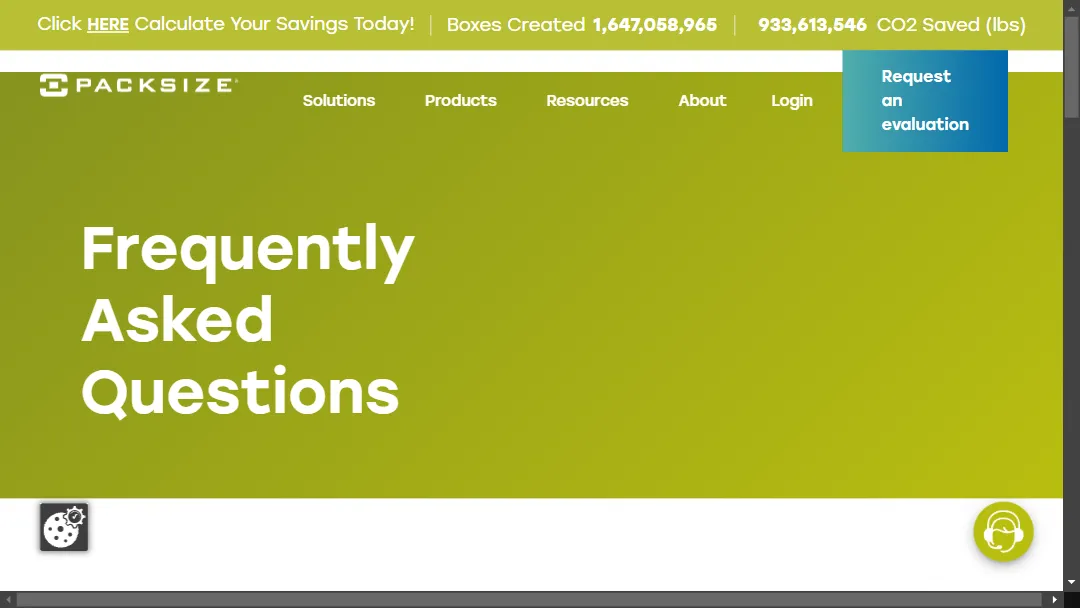 Click HERE Calculate Your Savings Today! Boxes Created 1,647,058,965 933,613,546 CO2 Saved (lbs)
PACKSIZE
Solutions Products Resources About Login
Request
an
evaluation
Frequently
Asked
Questions